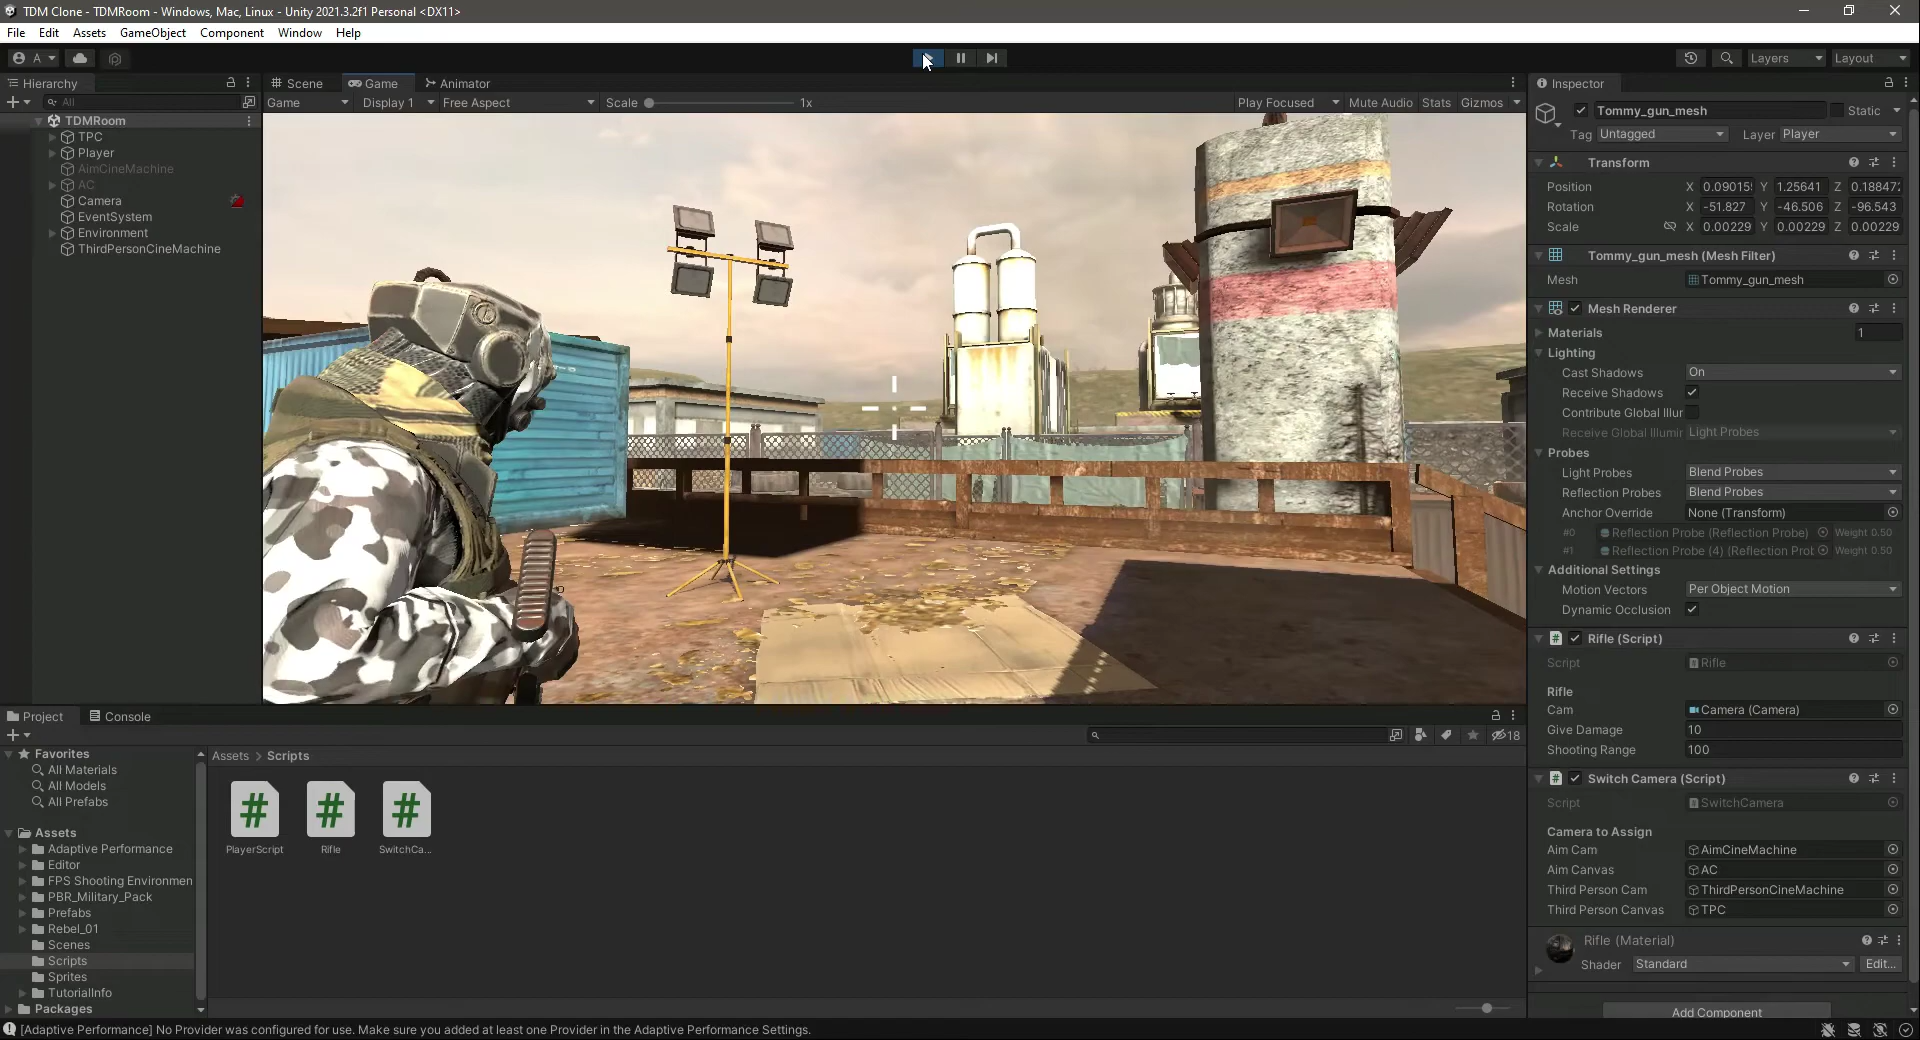 TDM Clone - TDMRoom - Windows, Mac, Linux - Unity 2021.3.2f1 Personal <DX11>
File Edit Assets GameObject Component Window Help
A Layers Layout
Hierarchy
All
TDMRoom
TPC
Player
AimCineMachine
AC
Camera
EventSystem
Environment
ThirdPersonCineMachine
Scene Game Animator
Game Display 1 Free Aspect Scale 1x Play Focused Mute Audio Stats Gizmos
Inspector
Tommy_gun_mesh Static
Tag Untagged Layer Player
Transform
Position X 0.09015 Y 1.25641 Z 0.18847
Rotation X -51.827 Y -46.506 Z -96.543
Scale X 0.00229 Y 0.00229 Z 0.00229
Tommy_gun_mesh (Mesh Filter)
Mesh Tommy_gun_mesh
Mesh Renderer
Materials 1
Lighting
Cast Shadows On
Receive Shadows
Contribute Global Illur
Receive Global Illumir Light Probes
Probes
Light Probes Blend Probes
Reflection Probes Blend Probes
Anchor Override None (Transform)
#0 Reflection Probe (Reflection Probe) Weight 0.50
#1 Reflection Probe (4) (Reflection Prot Weight 0.50
Additional Settings
Motion Vectors Per Object Motion
Dynamic Occlusion
Rifle (Script)
Script Rifle
Rifle
Cam Camera (Camera)
Give Damage 10
Shooting Range 100
Switch Camera (Script)
Script SwitchCamera
Camera to Assign
Aim Cam AimCineMachine
Aim Canvas AC
Third Person Cam ThirdPersonCineMachine
Third Person Canvas TPC
Rifle (Material)
Shader Standard Edit...
Add Component
Project Console
18
Favorites
All Materials
All Models
All Prefabs
Assets
Adaptive Performance
Editor
FPS Shooting Environmen
PBR_Military_Pack
Prefabs
Rebel_01
Scenes
Scripts
Sprites
TutorialInfo
Packages
Assets > Scripts
PlayerScript Rifle SwitchCa...
[Adaptive Performance] No Provider was configured for use. Make sure you added at least one Provider in the Adaptive Performance Settings.